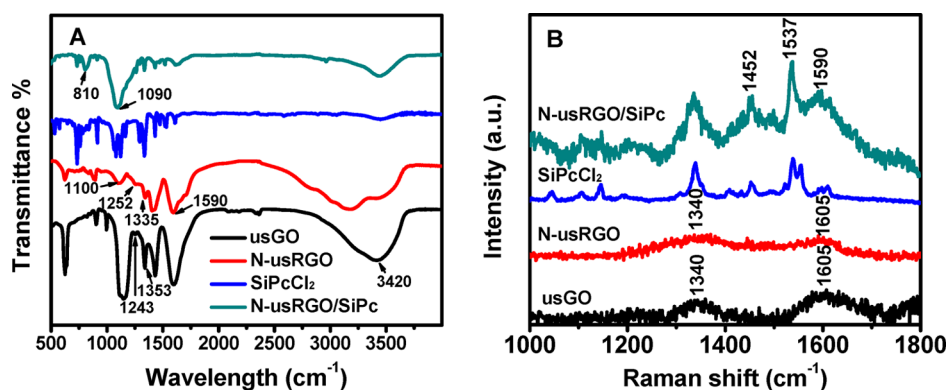 A
Transmittance %
810
1090
1100
1252
1335
1590
usGO
N-usRGO
SiPcCl₂
N-usRGO/SiPc
1243
1353
3420
500 1000 1500 2000 2500 3000 3500
Wavelength (cm⁻¹)
B
Intensity (a.u.)
N-usRGO/SiPc
1452
1537
1590
SiPcCl₂
N-usRGO
1340
1605
usGO
1340
1605
1000 1200 1400 1600 1800
Raman shift (cm⁻¹)